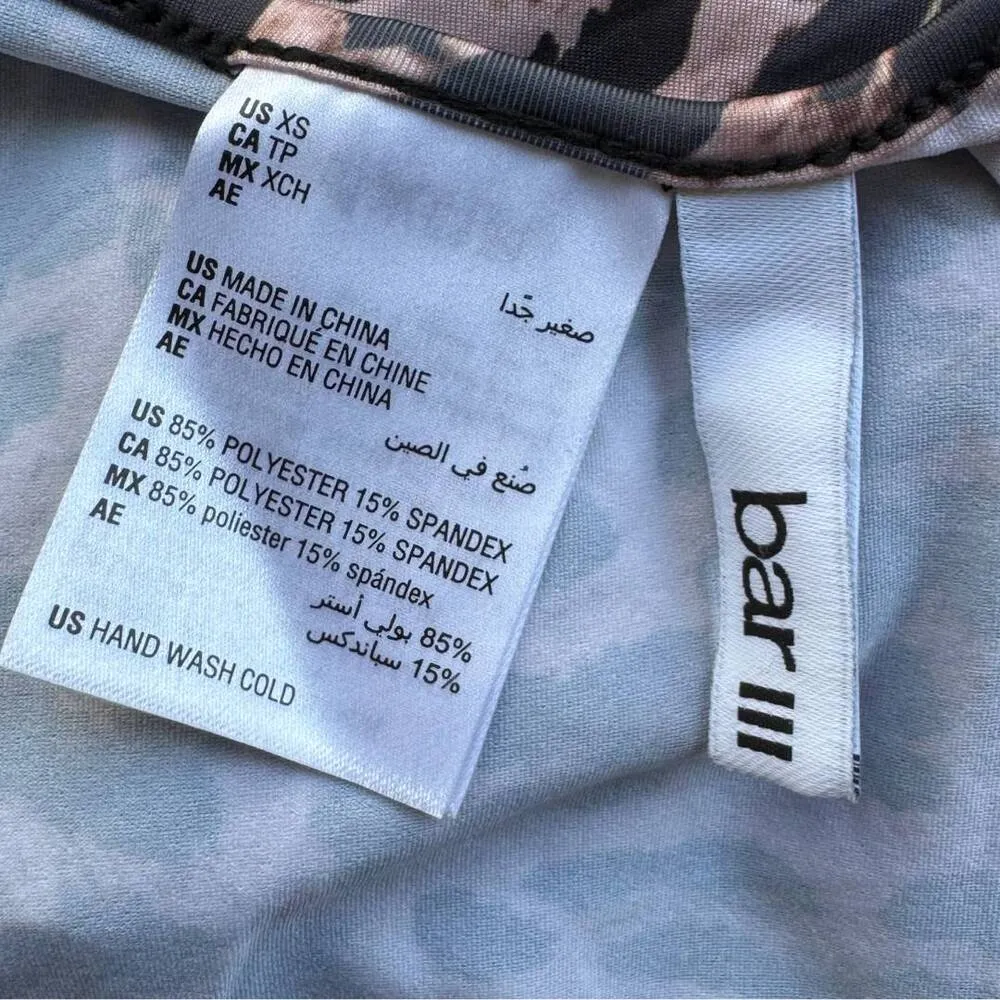 US XS
CA TP
MX XCH
AE
صغير جّدا
US MADE IN CHINA
CA FABRIQUÉ EN CHINE
MX HECHO EN CHINA
AE
صُنع في الصين
US 85% POLYESTER 15% SPANDEX
CA 85% POLYESTER 15% SPANDEX
MX 85% poliester 15% spándex
AE
85% بولي أستر
15% سباندكس
US HAND WASH COLD
bar III